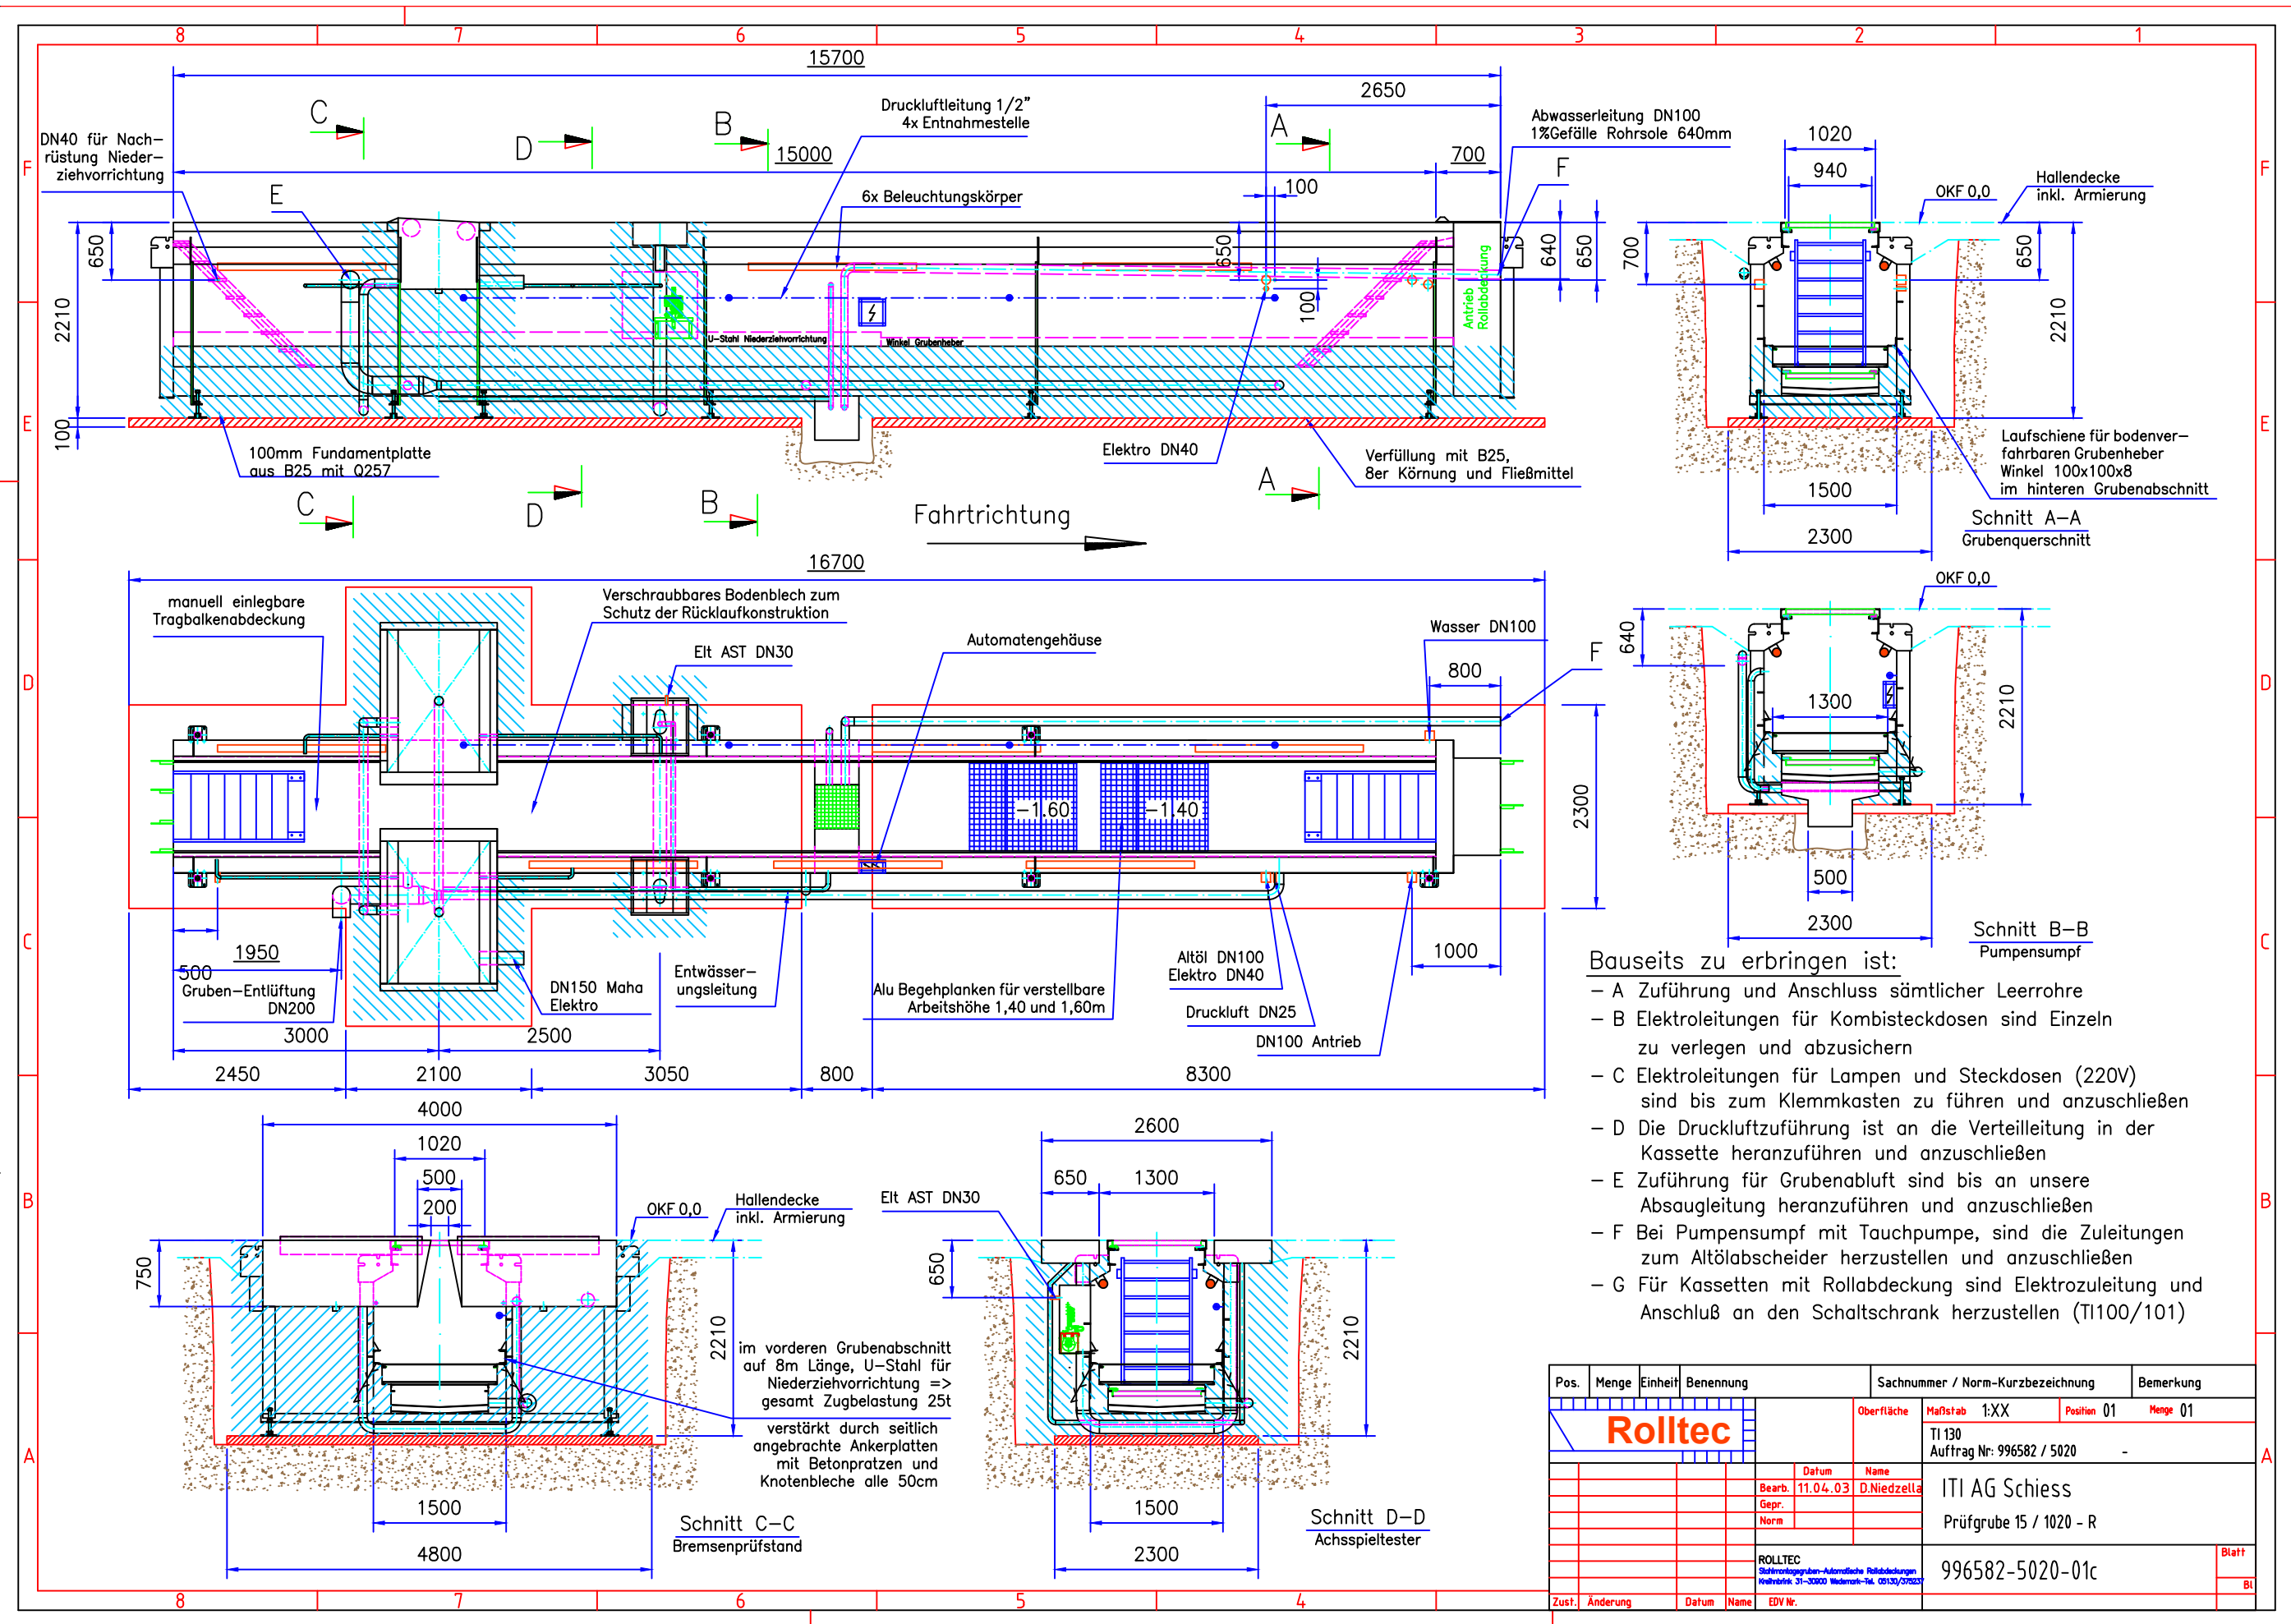 8 7 6 5 4 3 2 1
F
E
D
C
B
A
15700
2650
15000
700
100
650
2210
100
640
650
650
100
C
D
B
A
E
F
DN40 für Nach-
rüstung Nieder-
ziehvorrichtung
Druckluftleitung 1/2"
4x Entnahmestelle
6x Beleuchtungskörper
Abwasserleitung DN100
1%Gefälle Rohrsole 640mm
Antrieb
Rollabdeckung
U-Stahl Niederziehvorrichtung
Winkel Grubenheber
100mm Fundamentplatte
aus B25 mit Q257
Elektro DN40
Verfüllung mit B25,
8er Körnung und Fließmittel
C
D
B
A
Fahrtrichtung
1020
940
OKF 0,0
Hallendecke
inkl. Armierung
700
650
2210
Laufschiene für bodenver-
fahrbaren Grubenheber
Winkel 100x100x8
im hinteren Grubenabschnitt
1500
2300
Schnitt A-A
Grubenquerschnitt
16700
manuell einlegbare
Tragbalkenabdeckung
Verschraubbares Bodenblech zum
Schutz der Rücklaufkonstruktion
Elt AST DN30
Automatengehäuse
Wasser DN100
800
F
-1.60
-1.40
2300
1950
500
Gruben-Entlüftung
DN200
DN150 Maha
Elektro
Entwässer-
ungsleitung
Alu Begehplanken für verstellbare
Arbeitshöhe 1,40 und 1,60m
Altöl DN100
Elektro DN40
Druckluft DN25
DN100 Antrieb
1000
3000
2500
2450
2100
3050
800
8300
OKF 0,0
640
1300
2210
500
2300
Schnitt B-B
Pumpensumpf
Bauseits zu erbringen ist:
- A Zuführung und Anschluss sämtlicher Leerrohre
- B Elektroleitungen für Kombisteckdosen sind Einzeln
zu verlegen und abzusichern
- C Elektroleitungen für Lampen und Steckdosen (220V)
sind bis zum Klemmkasten zu führen und anzuschließen
- D Die Druckluftzuführung ist an die Verteilleitung in der
Kassette heranzuführen und anzuschließen
- E Zuführung für Grubenabluft sind bis an unsere
Absaugleitung heranzuführen und anzuschließen
- F Bei Pumpensumpf mit Tauchpumpe, sind die Zuleitungen
zum Altölabscheider herzustellen und anzuschließen
- G Für Kassetten mit Rollabdeckung sind Elektrozuleitung und
Anschluß an den Schaltschrank herzustellen (TI100/101)
4000
1020
500
200
750
OKF 0,0
Hallendecke
inkl. Armierung
2210
im vorderen Grubenabschnitt
auf 8m Länge, U-Stahl für
Niederziehvorrichtung =>
gesamt Zugbelastung 25t
verstärkt durch seitlich
angebrachte Ankerplatten
mit Betonpratzen und
Knotenbleche alle 50cm
1500
4800
Schnitt C-C
Bremsenprüfstand
2600
650
1300
Elt AST DN30
650
2210
1500
2300
Schnitt D-D
Achsspieltester
Pos. Menge Einheit Benennung Sachnummer / Norm-Kurzbezeichnung Bemerkung
Rolltec
Oberfläche
Maßstab 1:XX
Position 01
Menge 01
TI 130
Auftrag Nr: 996582 / 5020 -
Datum Name
Bearb. 11.04.03 D.Niedzella
Gepr.
Norm
ITI AG Schiess
Prüfgrube 15 / 1020 - R
ROLLTEC
Stahlmontagegruben-Automatische Rollabdeckungen
996582-5020-01c
Blatt
Bl
Zust. Änderung Datum Name EDV Nr.
8 7 6 5 4
F
E
D
C
B
A